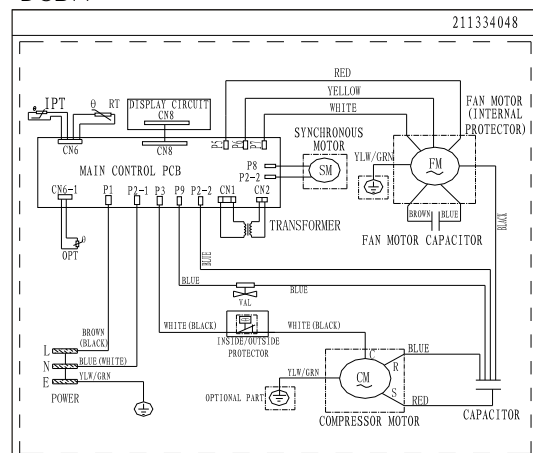 211334048
RED
YELLOW
WHITE
IPT
θ RT
DISPLAY CIRCUIT
CN8
CN6
CN8
MAIN CONTROL PCB
SYNCHRONOUS
MOTOR
P8
P2-2
SM
FAN MOTOR
(INTERNAL
PROTECTOR)
YLW/GRN
FM
BROWN
BLUE
BLACK
FAN MOTOR CAPACITOR
CN6-1
P1
P2-1
P3
P9
P2-2
CN1
CN2
TRANSFORMER
θ
OPT
BLUE
BLUE
BLUE
VAL
WHITE(BLACK)
WHITE(BLACK)
INSIDE/OUTSIDE
PROTECTOR
BROWN
(BLACK)
L
N
BLUE(WHITE)
E
YLW/GRN
POWER
YLW/GRN
OPTIONAL PART
C
R
S
CM
BLUE
RED
COMPRESSOR MOTOR
CAPACITOR